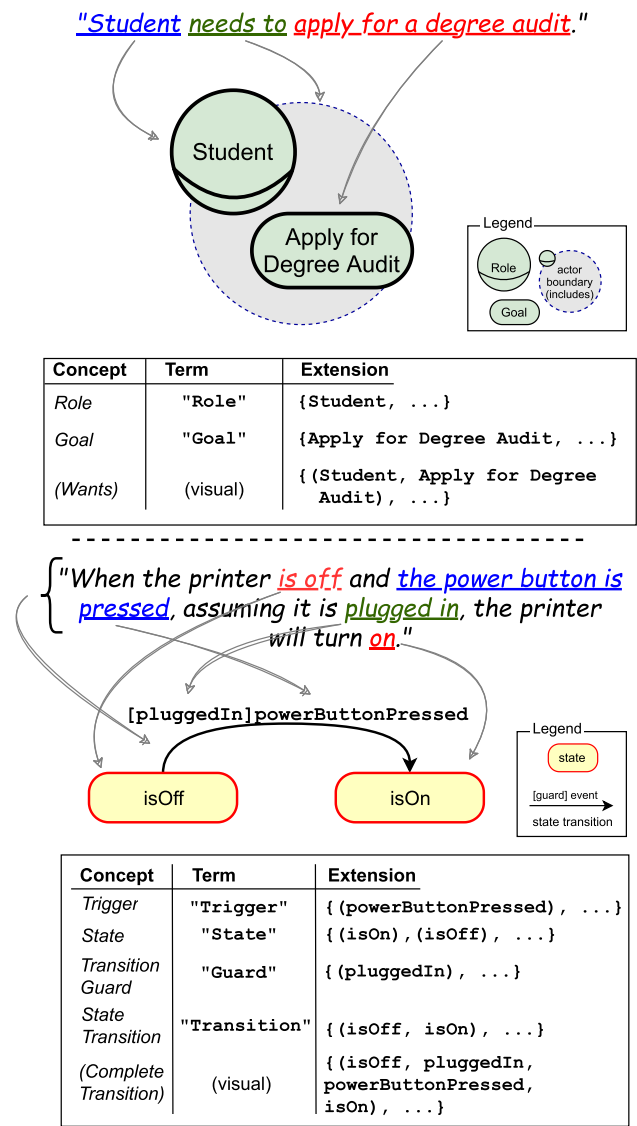 "Student needs to apply for a degree audit."
Student
Apply for
Degree Audit
Legend
Role
actor
boundary
(includes)
Goal
Concept Term Extension
Role "Role" {Student, ...}
Goal "Goal" {Apply for Degree Audit, ...}
(Wants) (visual) {(Student, Apply for Degree
Audit), ...}
"When the printer is off and the power button is
pressed, assuming it is plugged in, the printer
will turn on."
[pluggedIn]powerButtonPressed
isOff
isOn
Legend
state
[guard] event
state transition
Concept Term Extension
Trigger "Trigger" {(powerButtonPressed), ...}
State "State" {(isOn),(isOff), ...}
Transition
Guard "Guard" {(pluggedIn), ...}
State
Transition "Transition" {(isOff, isOn), ...}
(Complete
Transition) (visual) {(isOff, pluggedIn,
powerButtonPressed,
isOn), ...}